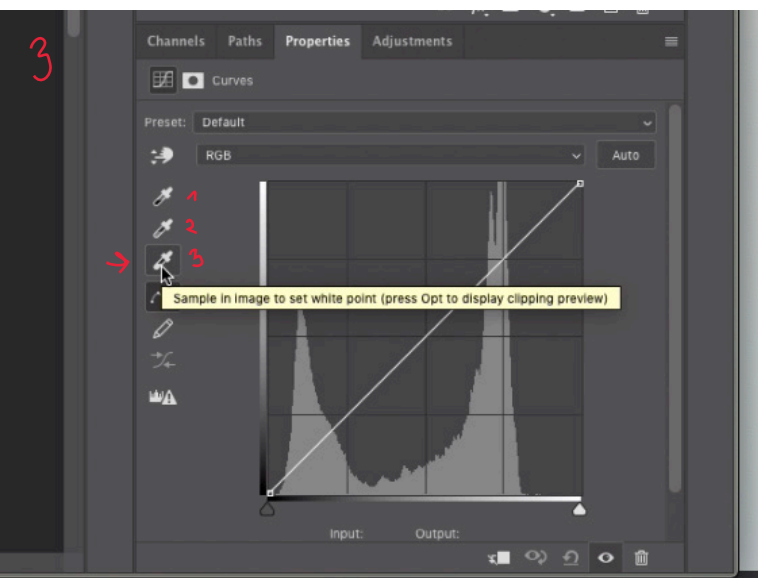 3
Channels Paths Properties Adjustments
Curves
Preset: Default
RGB Auto
1
2
→ 3
Sample in image to set white point (press Opt to display clipping preview)
Input: Output: